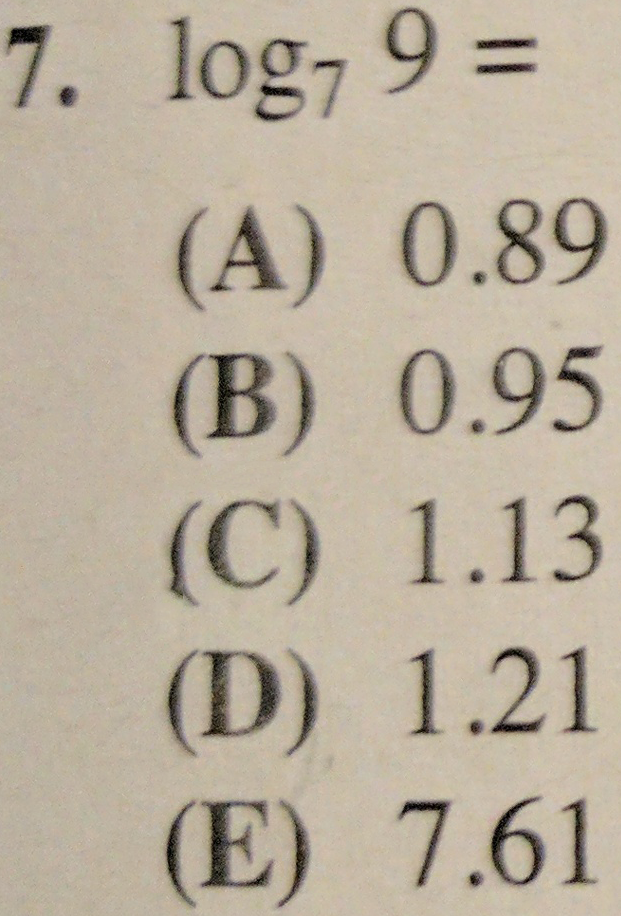 7. log₇ 9 =
(A) 0.89
(B) 0.95
(C) 1.13
(D) 1.21
(E) 7.61